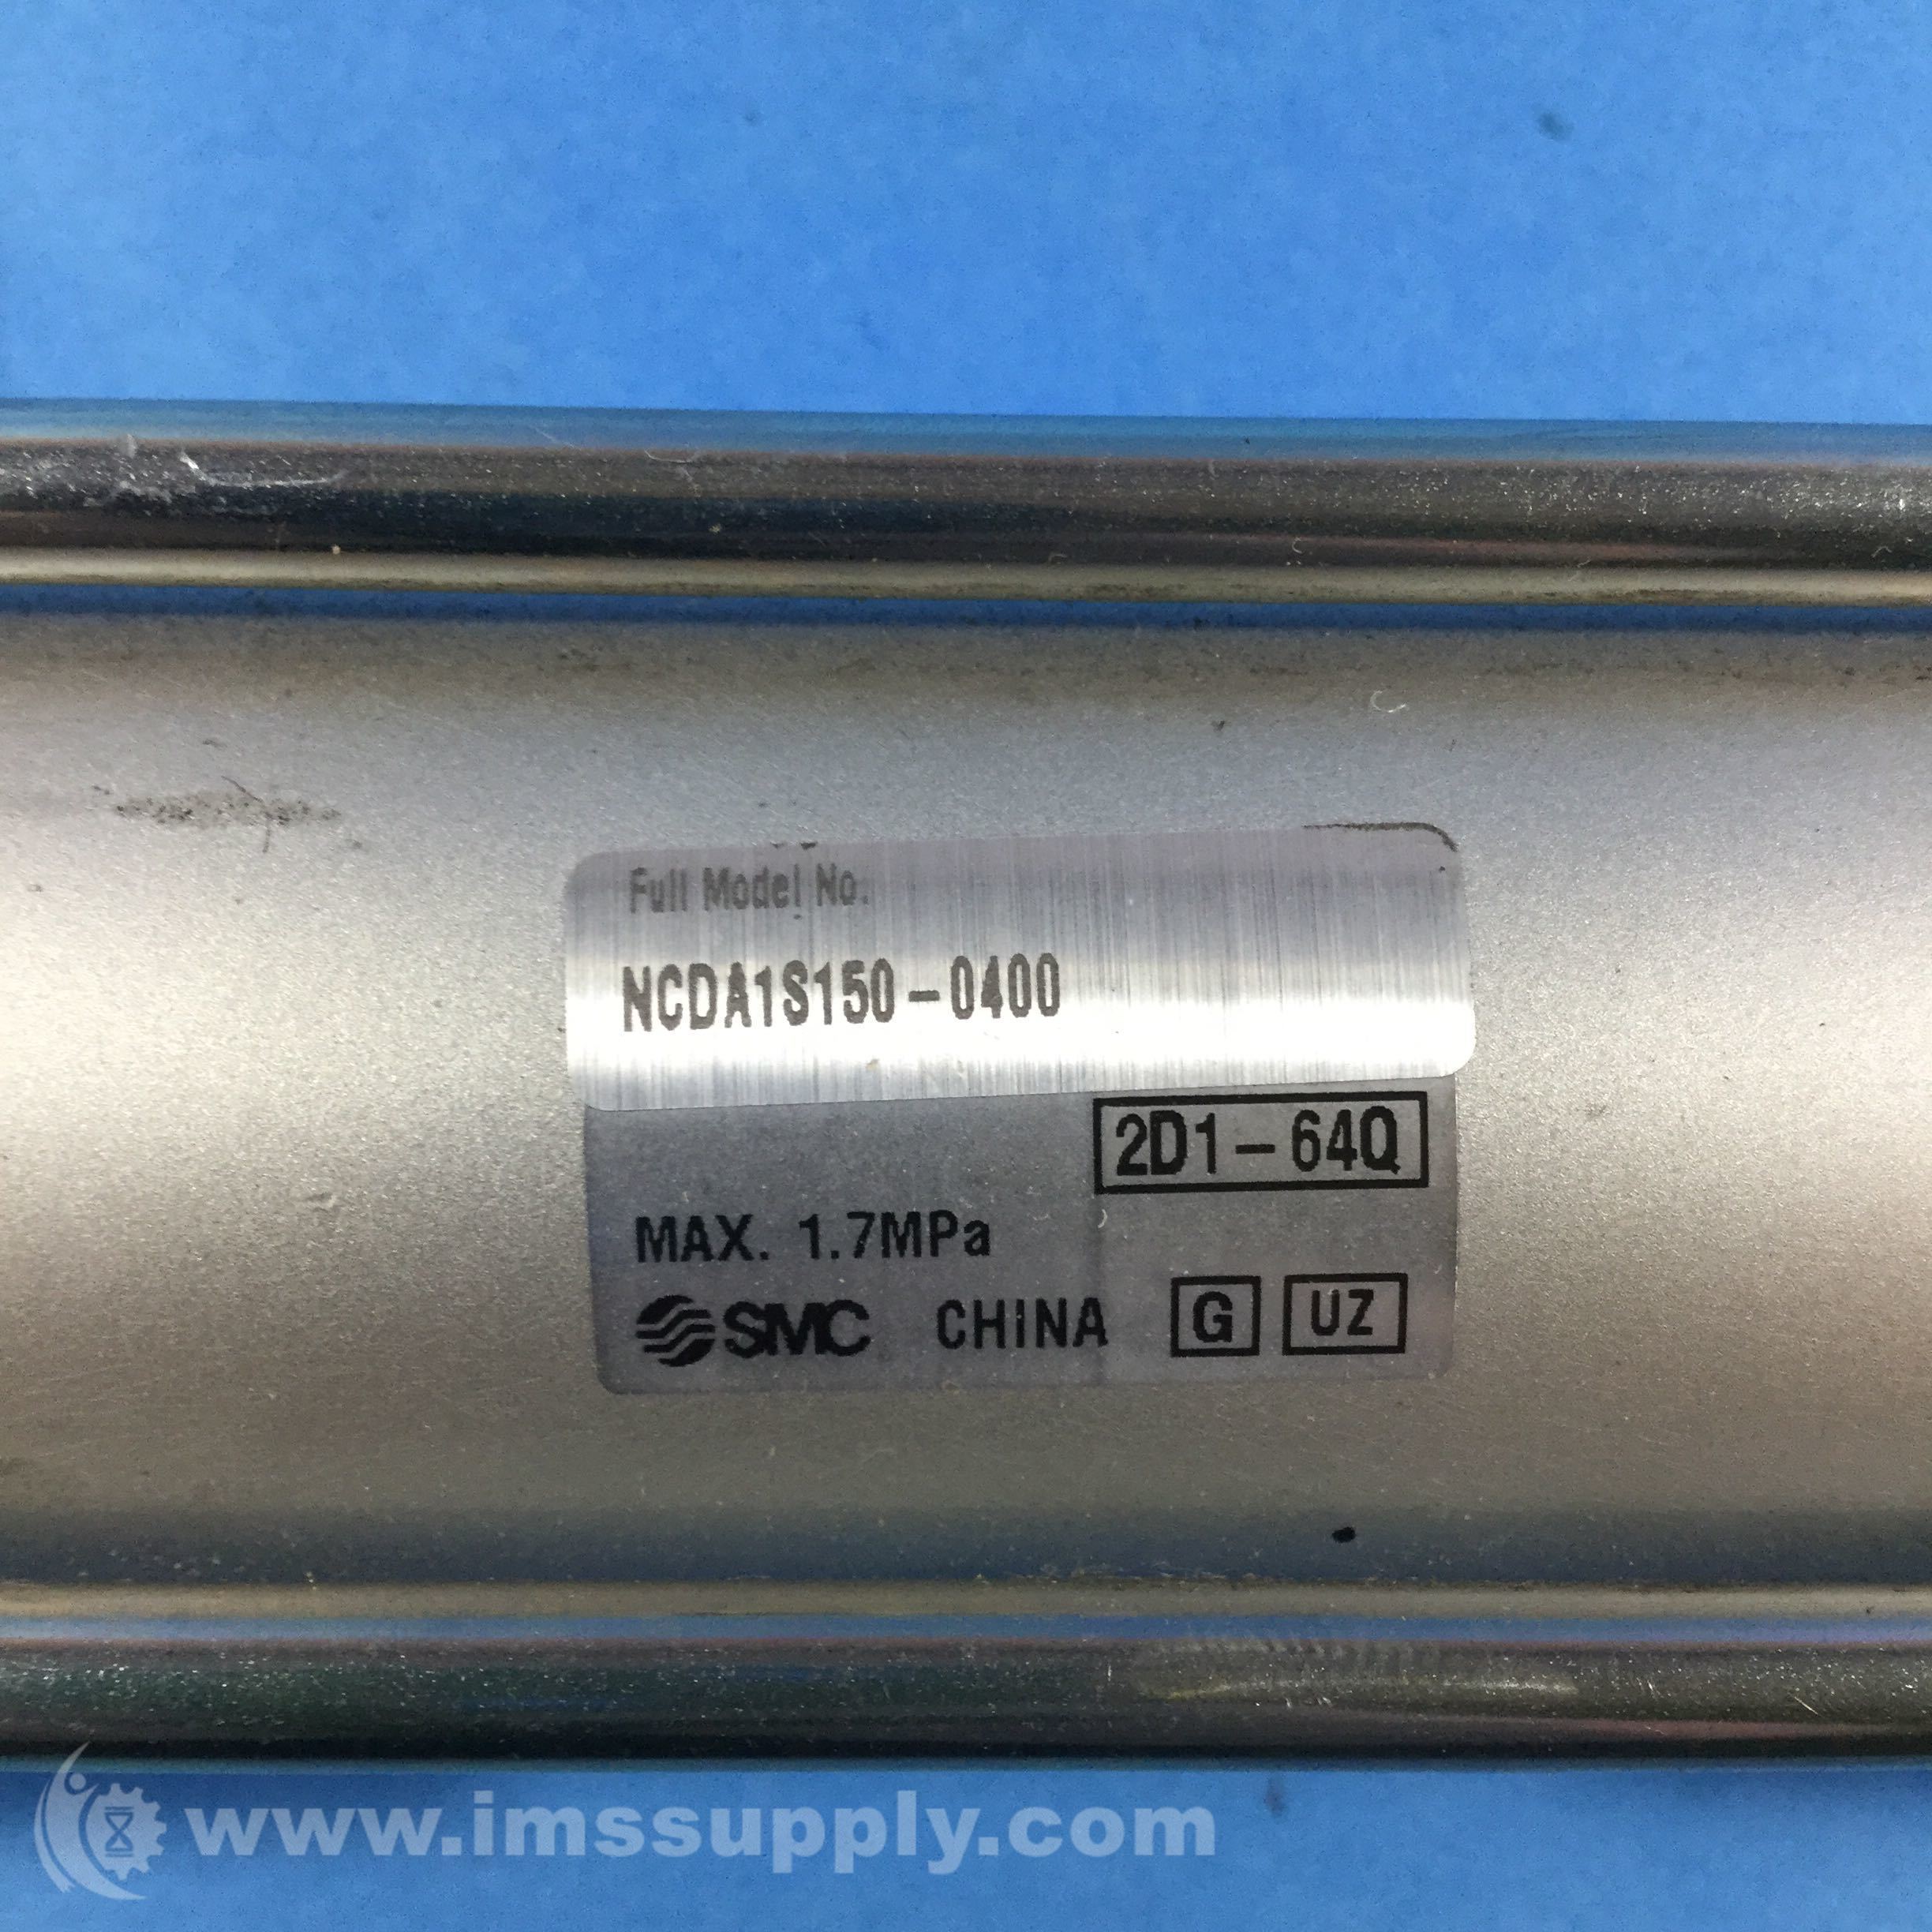 Full Model No.
NCDA1S150-0400
2D1-64Q
MAX. 1.7MPa
SMC CHINA G UZ
www.imssupply.com